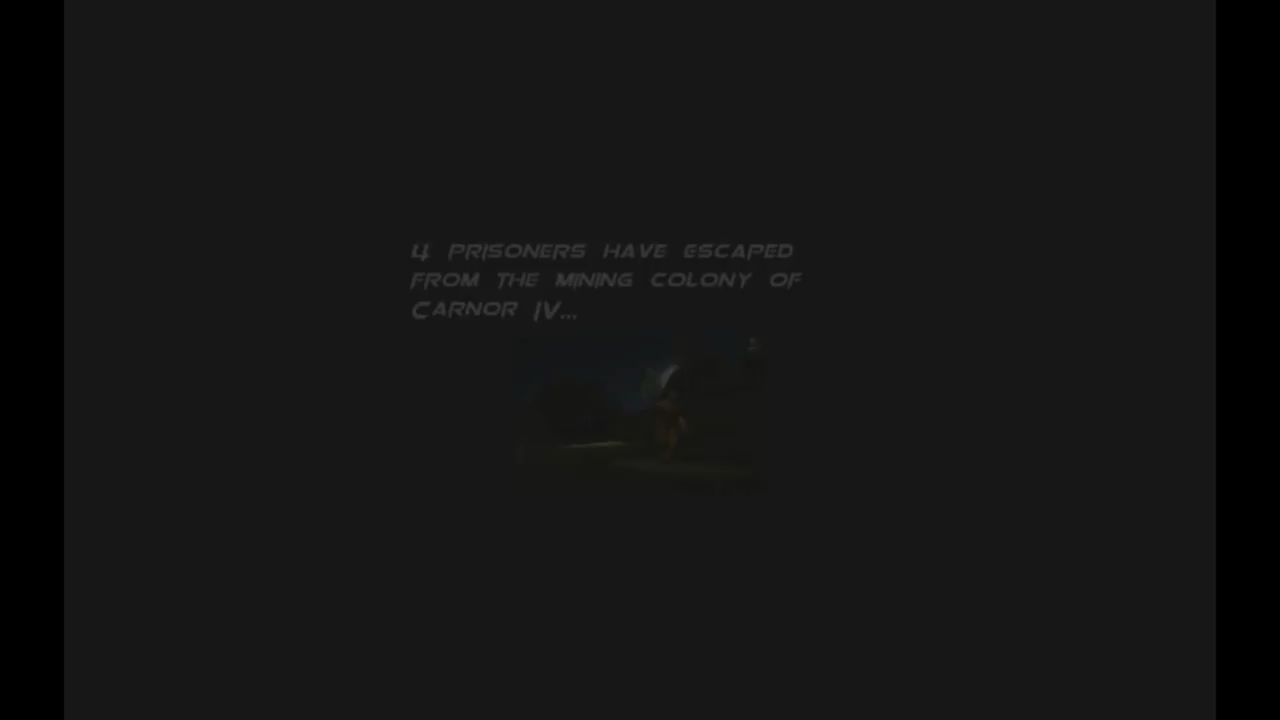 4 PRISONERS HAVE ESCAPED
FROM THE MINING COLONY OF
CARNOR IV...